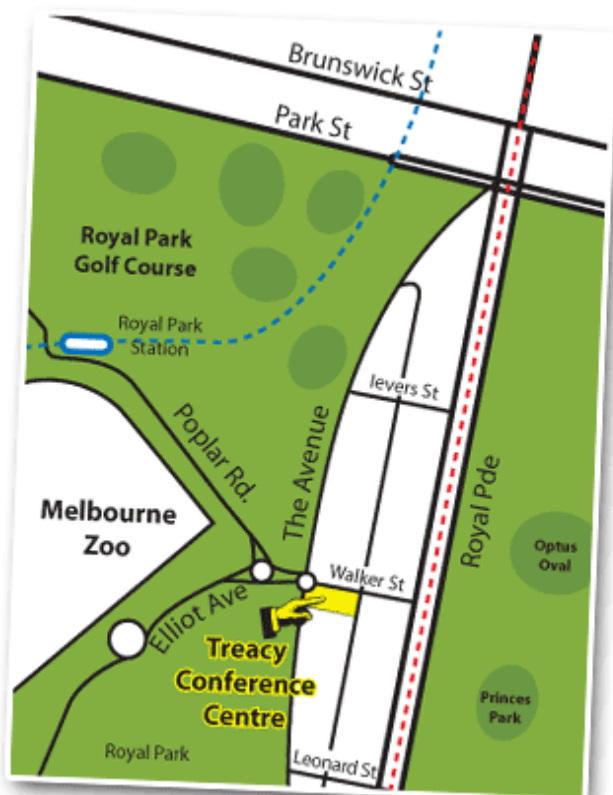 Brunswick St
Park St
Royal Park
Golf Course
Royal Park
Station
Ievers St
Poplar Rd.
The Avenue
Royal Pde
Melbourne
Zoo
Optus
Oval
Walker St
Elliot Ave
Treacy
Conference
Centre
Princes
Park
Royal Park
Leonard St